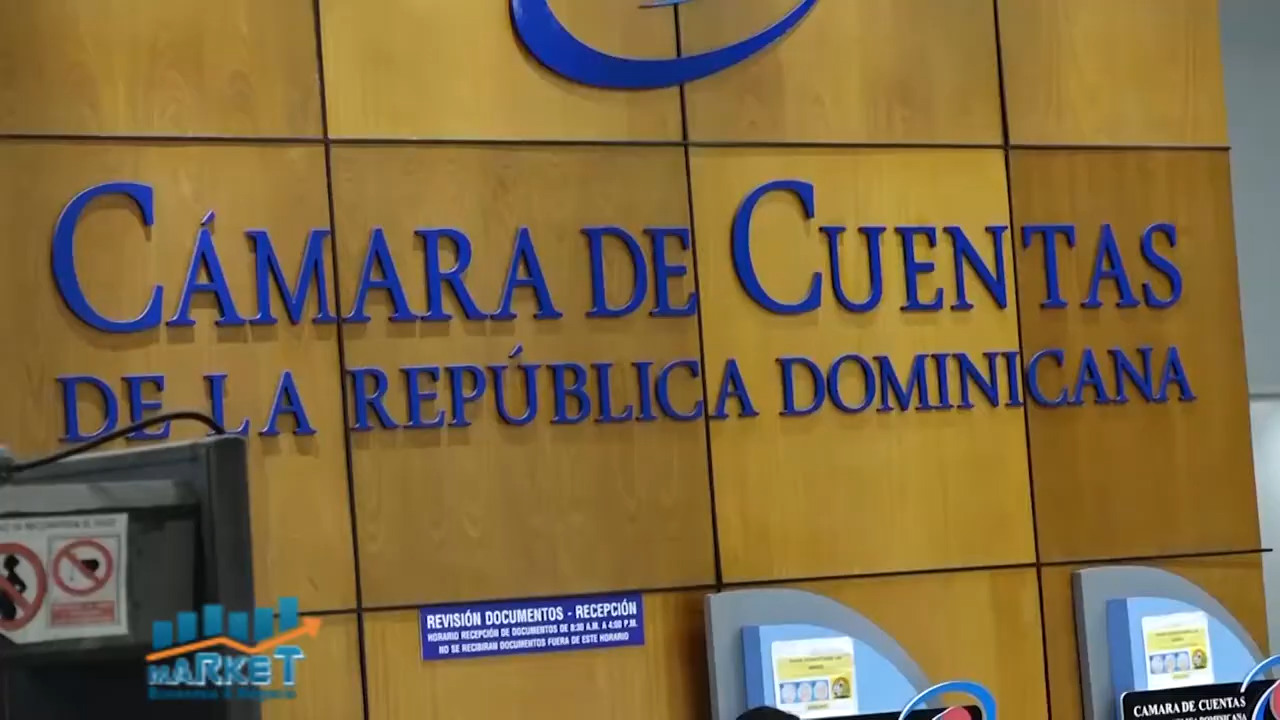 CÁMARA DE CUENTAS
DE LA REPÚBLICA DOMINICANA
REVISIÓN DOCUMENTOS - RECEPCIÓN
HORARIO RECEPCIÓN DE DOCUMENTOS DE 8:30 A.M. A 4:00 P.M.
NO SE RECIBIRAN DOCUMENTOS FUERA DE ESTE HORARIO
MARKET
CAMARA DE CUENTAS